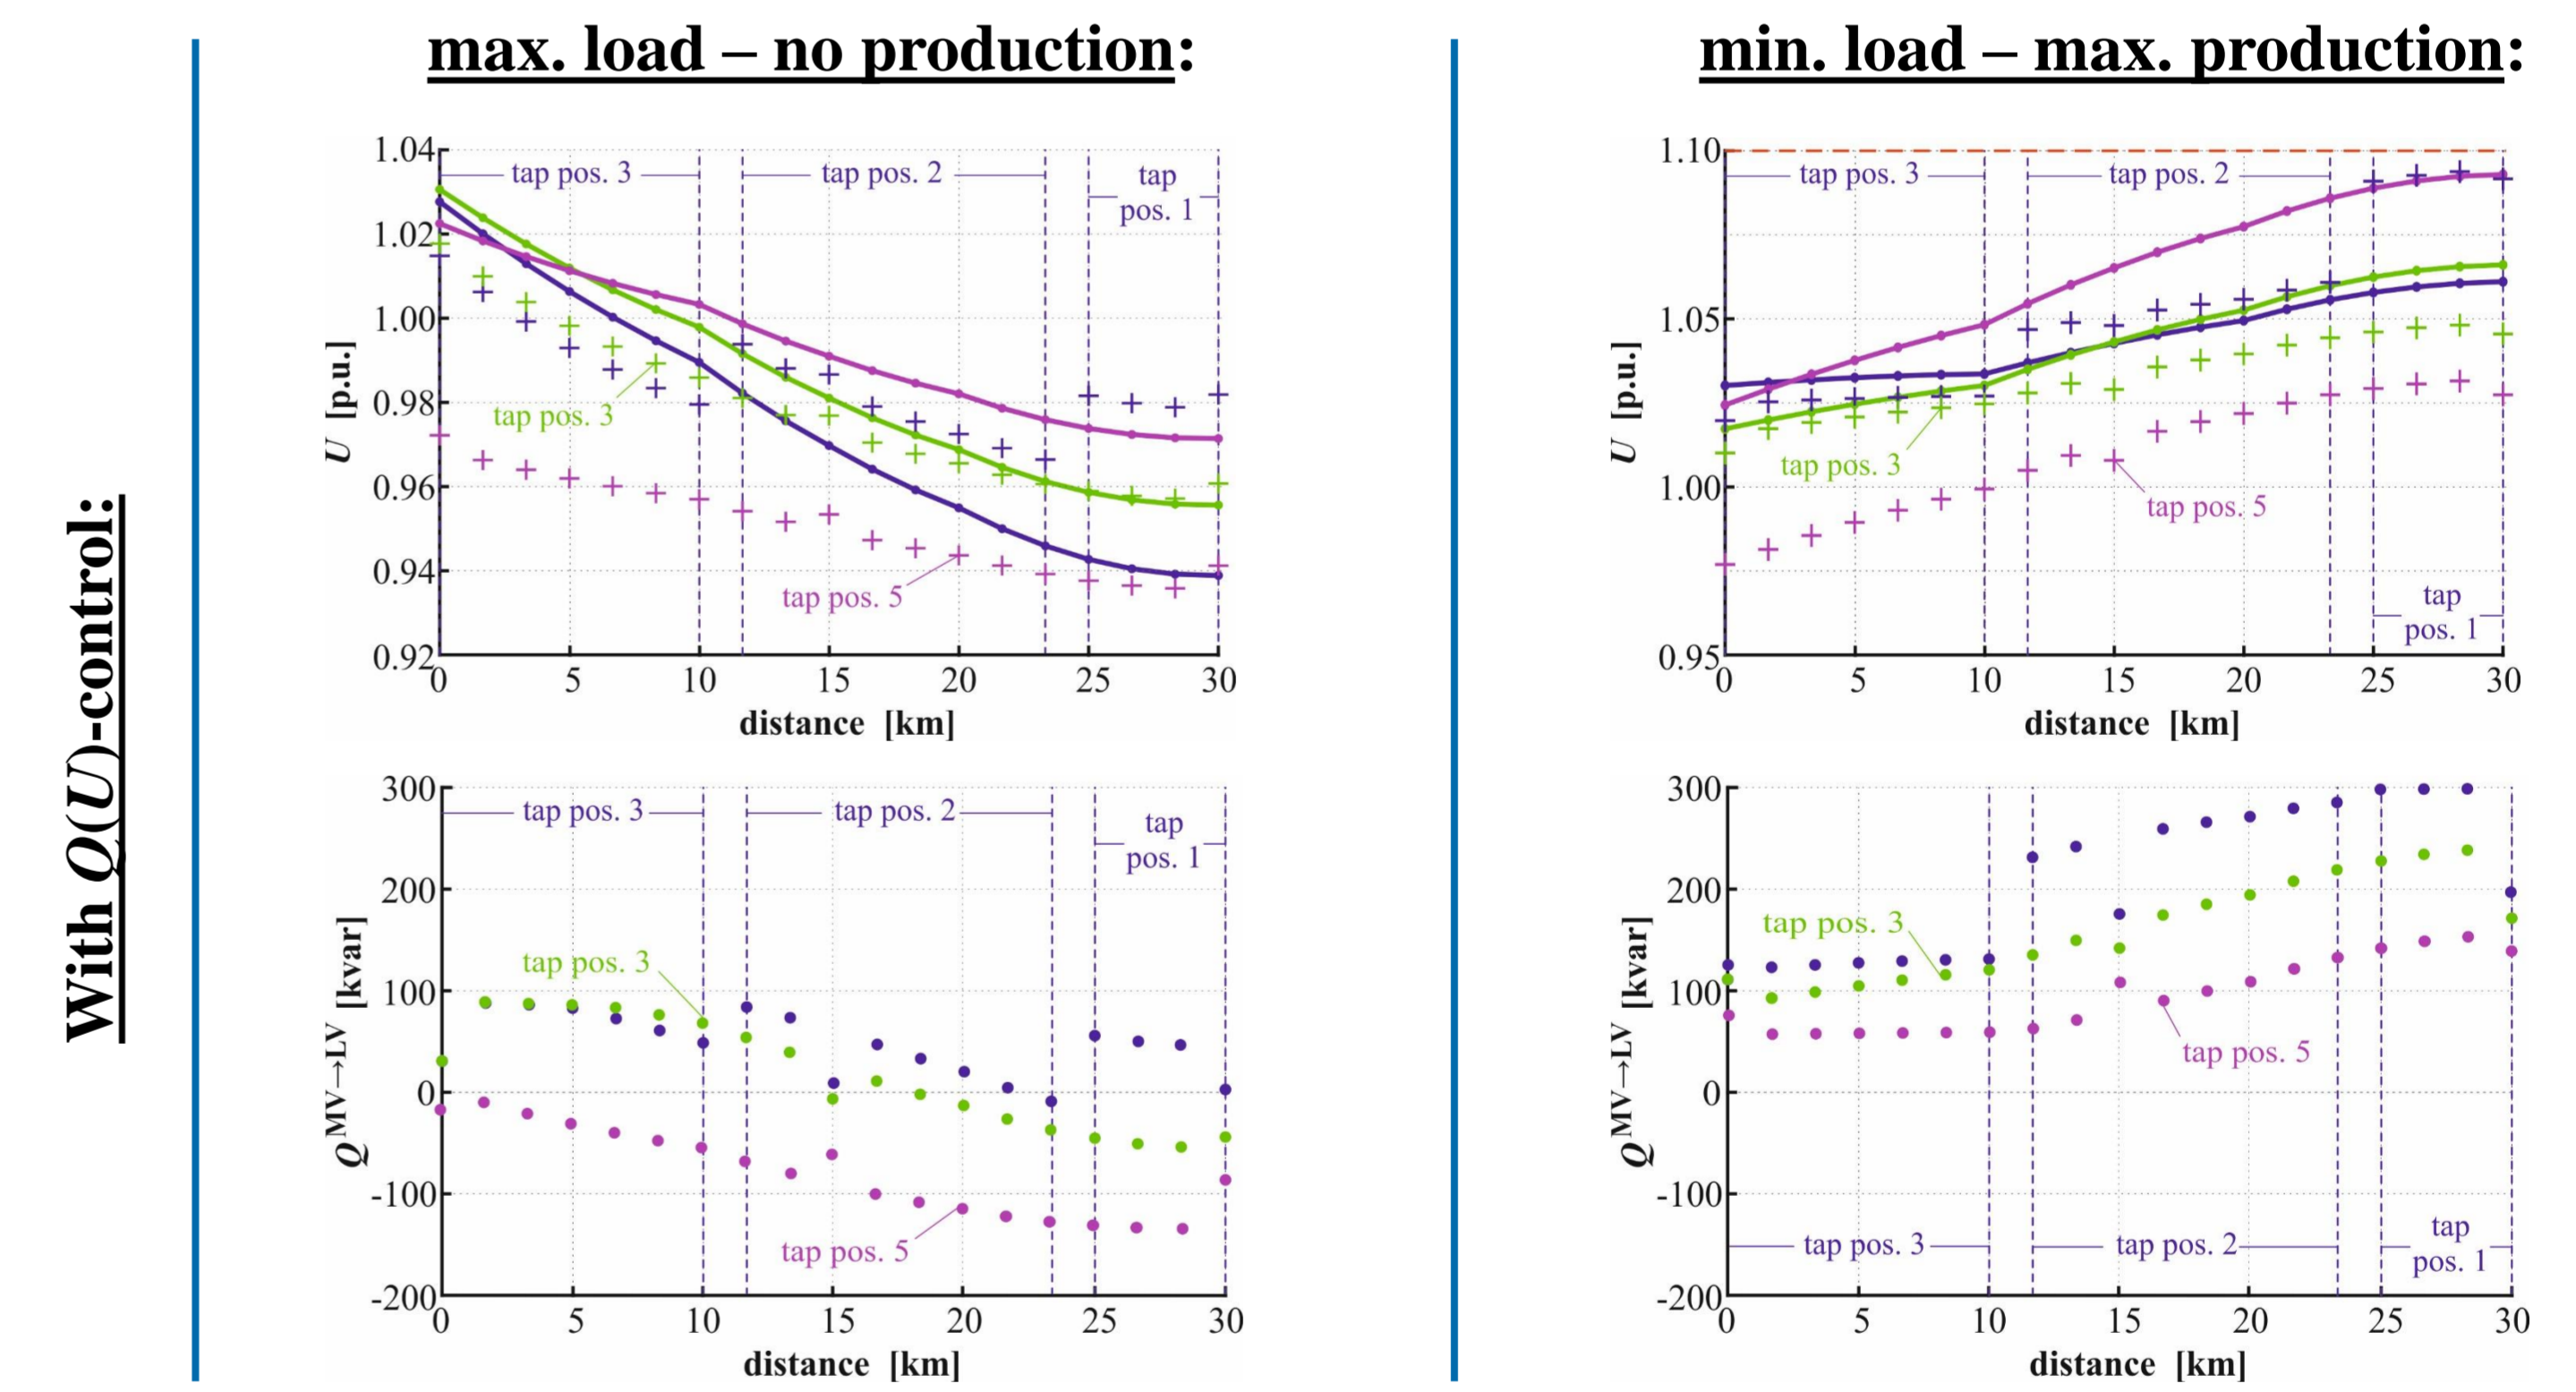 max. load – no production:
min. load – max. production:
With Q(U)-control:
1.04
1.02
1.00
0.98
0.96
0.94
0.92
U [p.u.]
tap pos. 3
tap pos. 2
tap
pos. 1
tap pos. 3
tap pos. 5
0 5 10 15 20 25 30
distance [km]
1.10
1.05
1.00
0.95
U [p.u.]
tap pos. 3
tap pos. 2
tap pos. 3
tap pos. 5
tap
pos. 1
0 5 10 15 20 25 30
distance [km]
300
200
100
0
-100
-200
Q^MV→LV [kvar]
tap pos. 3
tap pos. 2
tap
pos. 1
tap pos. 3
tap pos. 5
0 5 10 15 20 25 30
distance [km]
300
200
100
0
-100
-200
Q^MV→LV [kvar]
tap pos. 3
tap pos. 5
tap pos. 3
tap pos. 2
tap
pos. 1
0 5 10 15 20 25 30
distance [km]